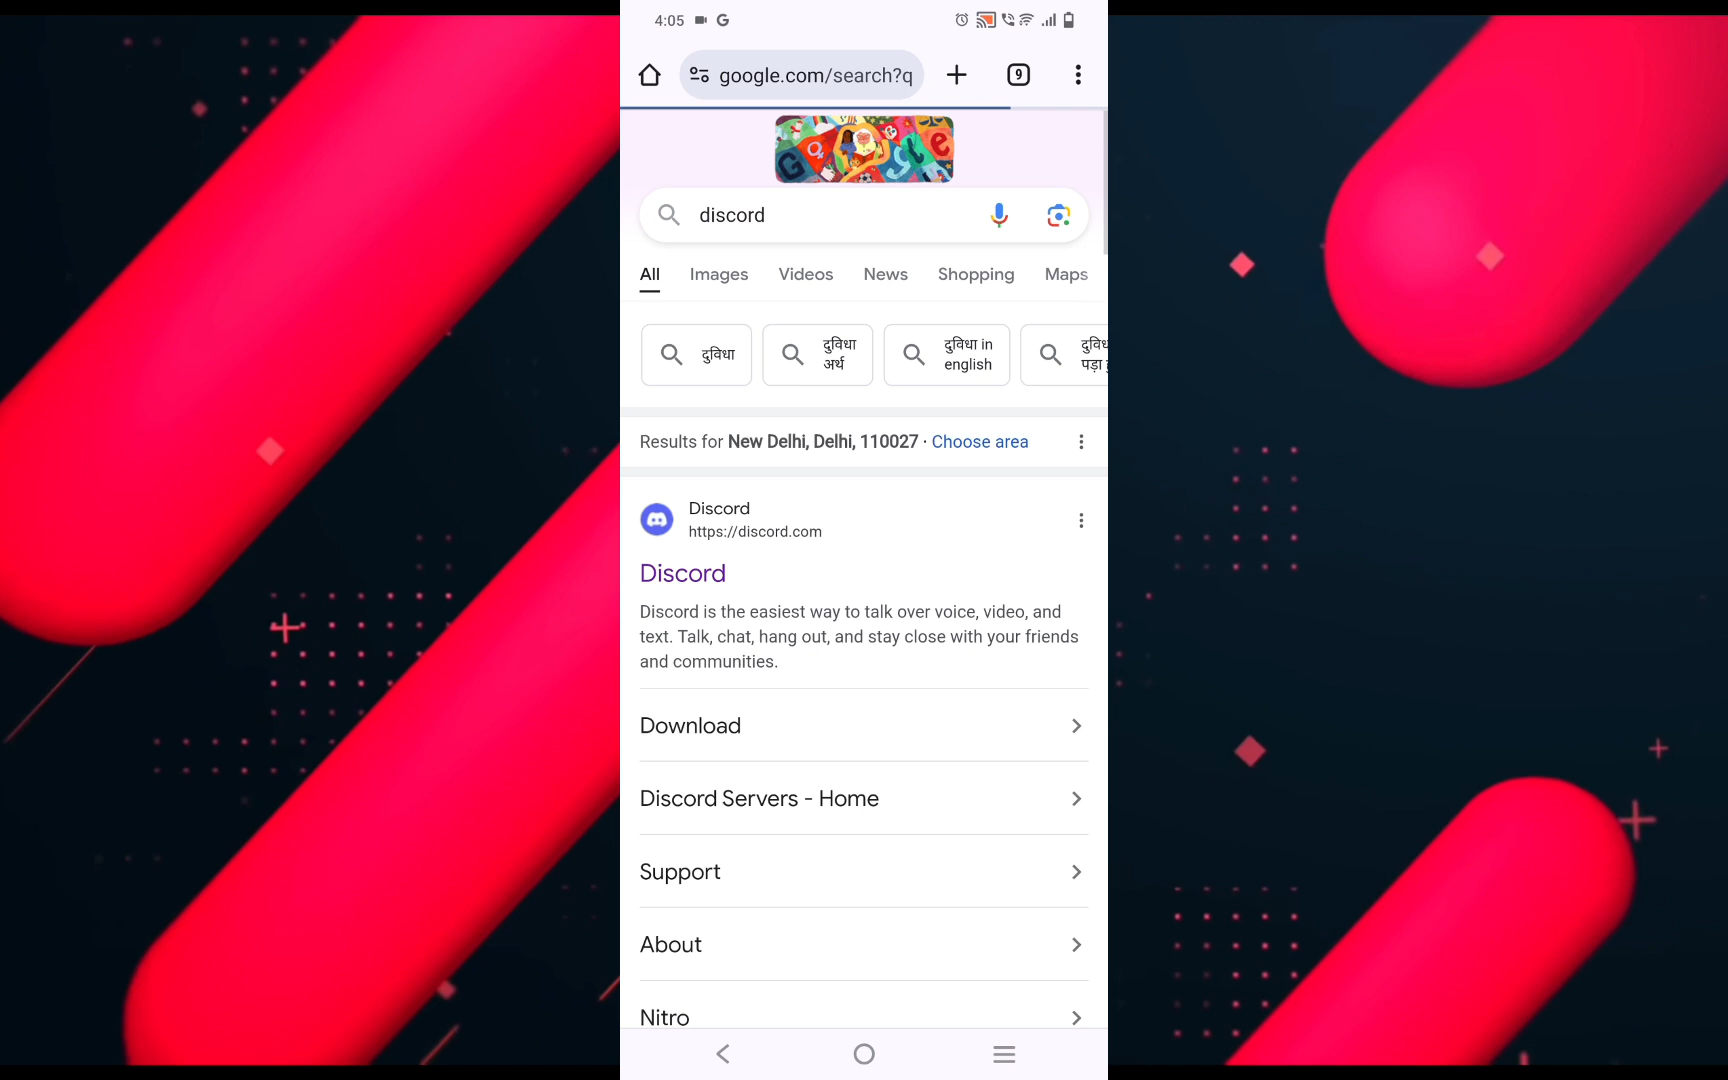 4:05
google.com/search?q
9
discord
All Images Videos News Shopping Maps
दुविधा
दुविधा
अर्थ
दुविधा in
english
पड़ा
Results for New Delhi, Delhi, 110027 · Choose area
Discord
https://discord.com
Discord
Discord is the easiest way to talk over voice, video, and
text. Talk, chat, hang out, and stay close with your friends
and communities.
Download
Discord Servers - Home
Support
About
Nitro